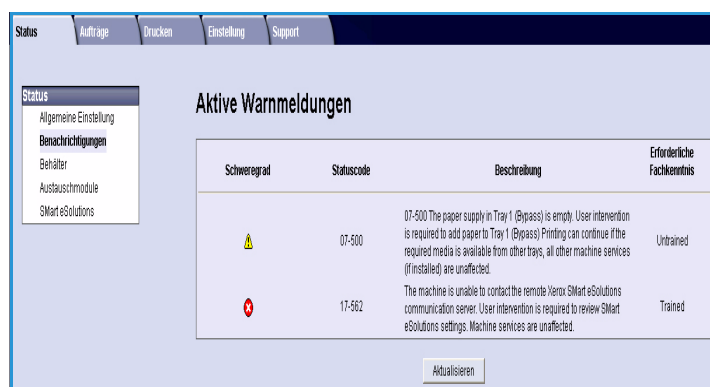 Status Aufträge Drucken Einstellung Support
Status
Allgemeine Einstellung
Benachrichtigungen
Behälter
Austauschmodule
SMart eSolutions
Aktive Warnmeldungen
Schweregrad Statuscode Beschreibung Erforderliche Fachkenntnis
07-500
07-500 The paper supply in Tray 1 (Bypass) is empty. User intervention
is required to add paper to Tray 1 (Bypass) Printing can continue if the
required media is available from other trays, all other machine services
(if installed) are unaffected.
Untrained
17-562
The machine is unable to contact the remote Xerox SMart eSolutions
communication server. User intervention is required to review SMart
eSolutions settings. Machine services are unaffected.
Trained
Aktualisieren